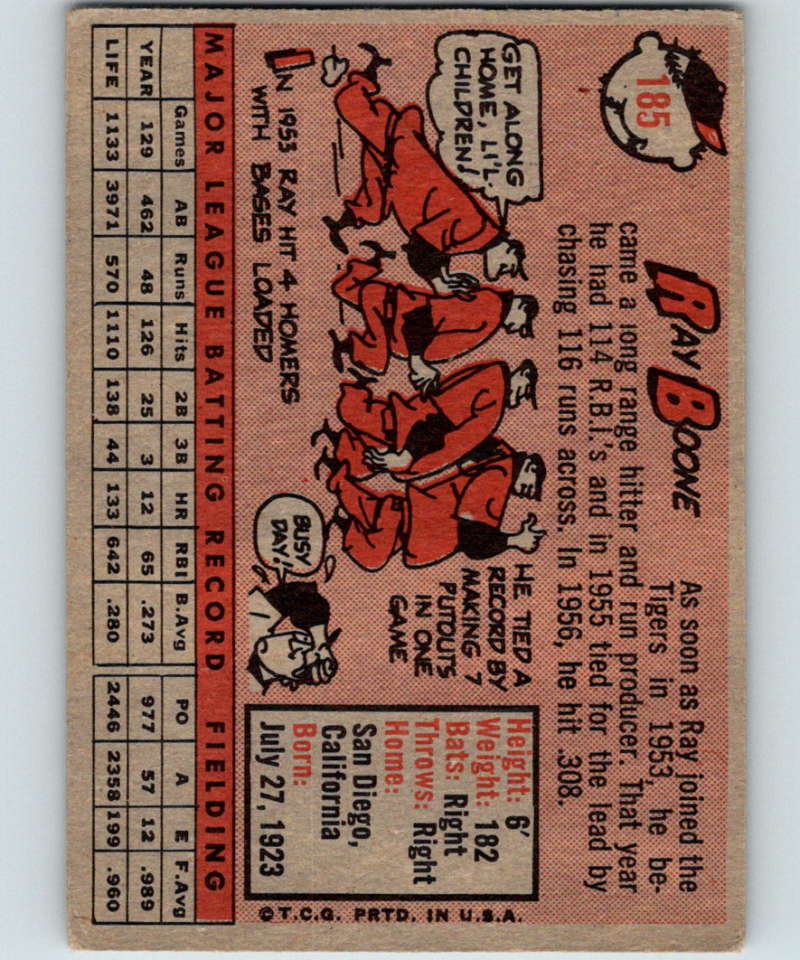 185
RAY BOONE
As soon as Ray joined the
Tigers in 1953, he be-
came a long range hitter and run producer. That year
he had 114 R.B.I.'s and in 1955 tied for the lead by
chasing 116 runs across. In 1956, he hit .308.
GET ALONG
HOME, LI'L
CHILDREN!
IN 1953 RAY HIT 4 HOMERS
WITH BASES LOADED
HE TIED A
RECORD BY
MAKING 7
PUTOUTS
IN ONE
GAME
BUSY
DAY!
Height: 6'
Weight: 182
Bats: Right
Throws: Right
Home:
San Diego,
California
Born:
July 27, 1923
MAJOR LEAGUE BATTING RECORD FIELDING
Games AB Runs Hits 2B 3B HR RBI B.Avg PO A E F.Avg
YEAR 129 462 48 126 25 3 12 65 .273 977 57 12 .989
LIFE 1133 3971 570 1110 138 44 133 642 .280 2446 2358 199 .960
©T.C.G. PRTD. IN U.S.A.